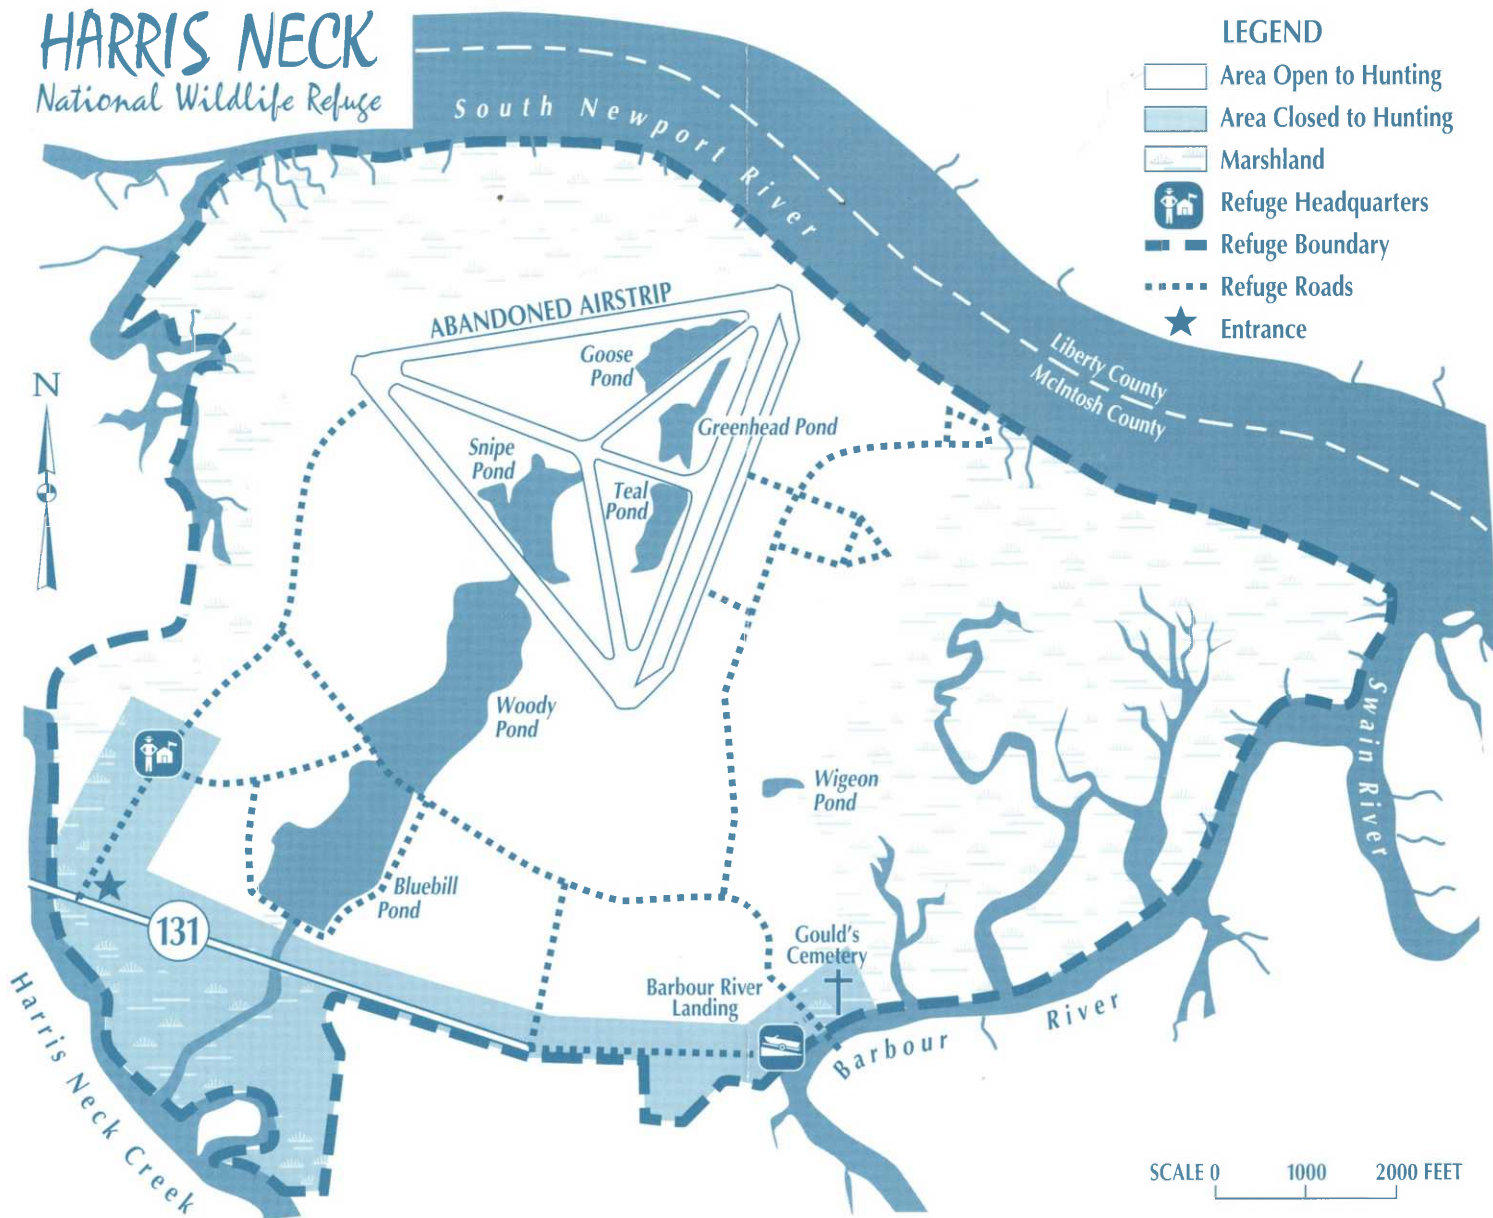 HARRIS NECK
National Wildlife Refuge
LEGEND
Area Open to Hunting
Area Closed to Hunting
Marshland
Refuge Headquarters
Refuge Boundary
Refuge Roads
Entrance
South Newport River
ABANDONED AIRSTRIP
Goose
Pond
Liberty County
McIntosh County
N
Greenhead Pond
Snipe
Pond
Teal
Pond
Woody
Pond
Swain River
Wigeon
Pond
Bluebill
Pond
131
Gould's
Cemetery
Barbour River
Landing
Barbour River
Harris Neck Creek
SCALE 0 1000 2000 FEET